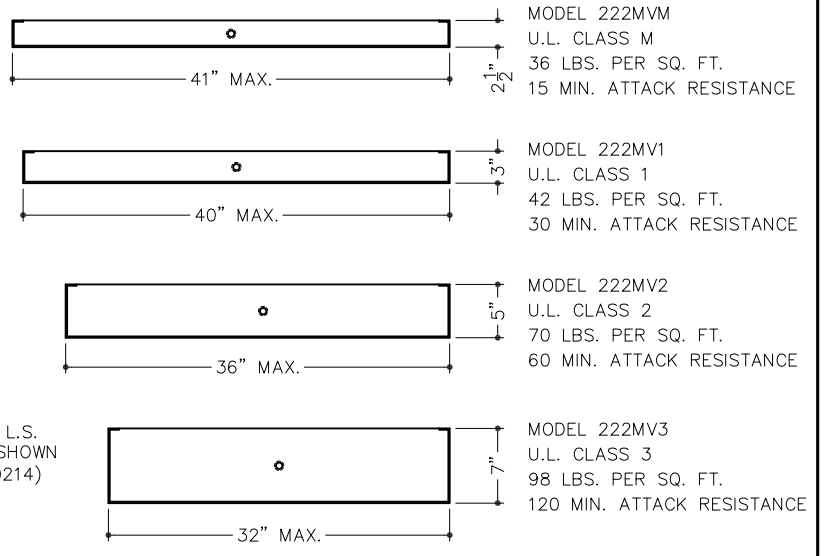 MODEL 222MVM
U.L. CLASS M
36 LBS. PER SQ. FT.
15 MIN. ATTACK RESISTANCE
41" MAX.
2 1/2"
MODEL 222MV1
U.L. CLASS 1
42 LBS. PER SQ. FT.
30 MIN. ATTACK RESISTANCE
40" MAX.
3"
MODEL 222MV2
U.L. CLASS 2
70 LBS. PER SQ. FT.
60 MIN. ATTACK RESISTANCE
36" MAX.
5"
L.S.
SHOWN
0214)
MODEL 222MV3
U.L. CLASS 3
98 LBS. PER SQ. FT.
120 MIN. ATTACK RESISTANCE
32" MAX.
7"